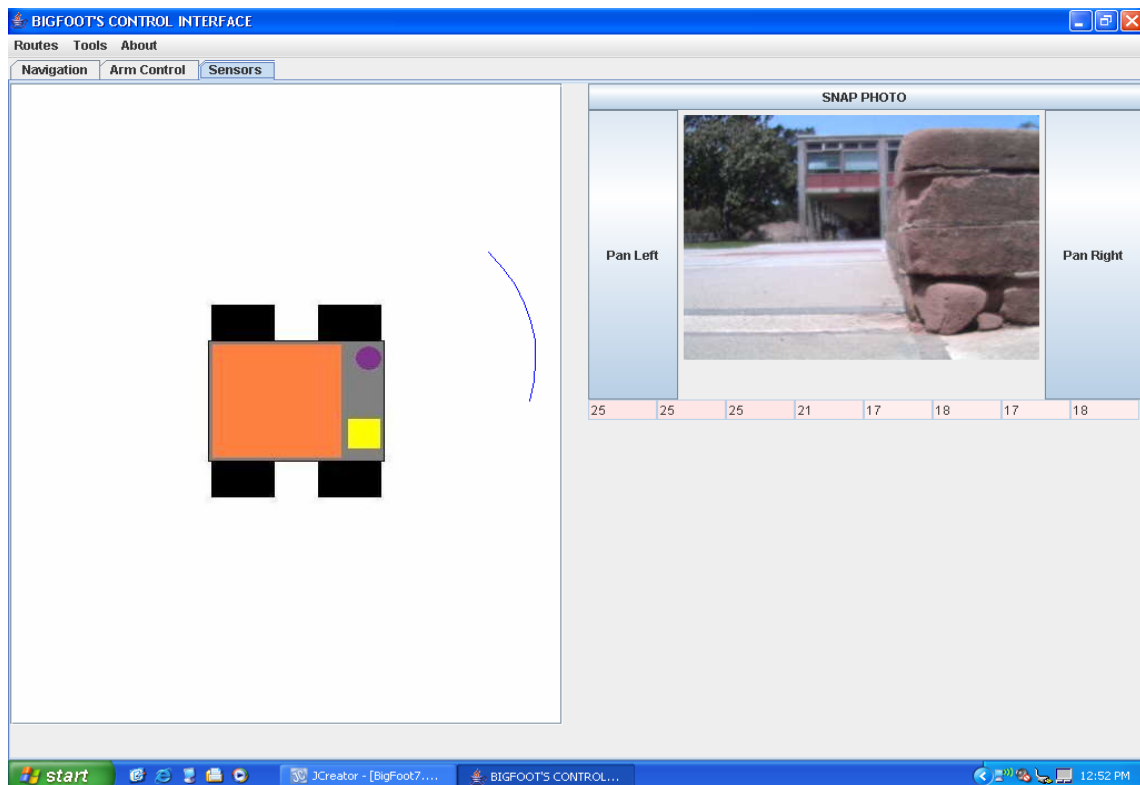 BIGFOOT'S CONTROL INTERFACE
Routes Tools About
Navigation Arm Control Sensors
SNAP PHOTO
Pan Left
Pan Right
25 25 25 21 17 18 17 18
start JCreator - [BigFoot7.... BIGFOOT'S CONTROL... 12:52 PM